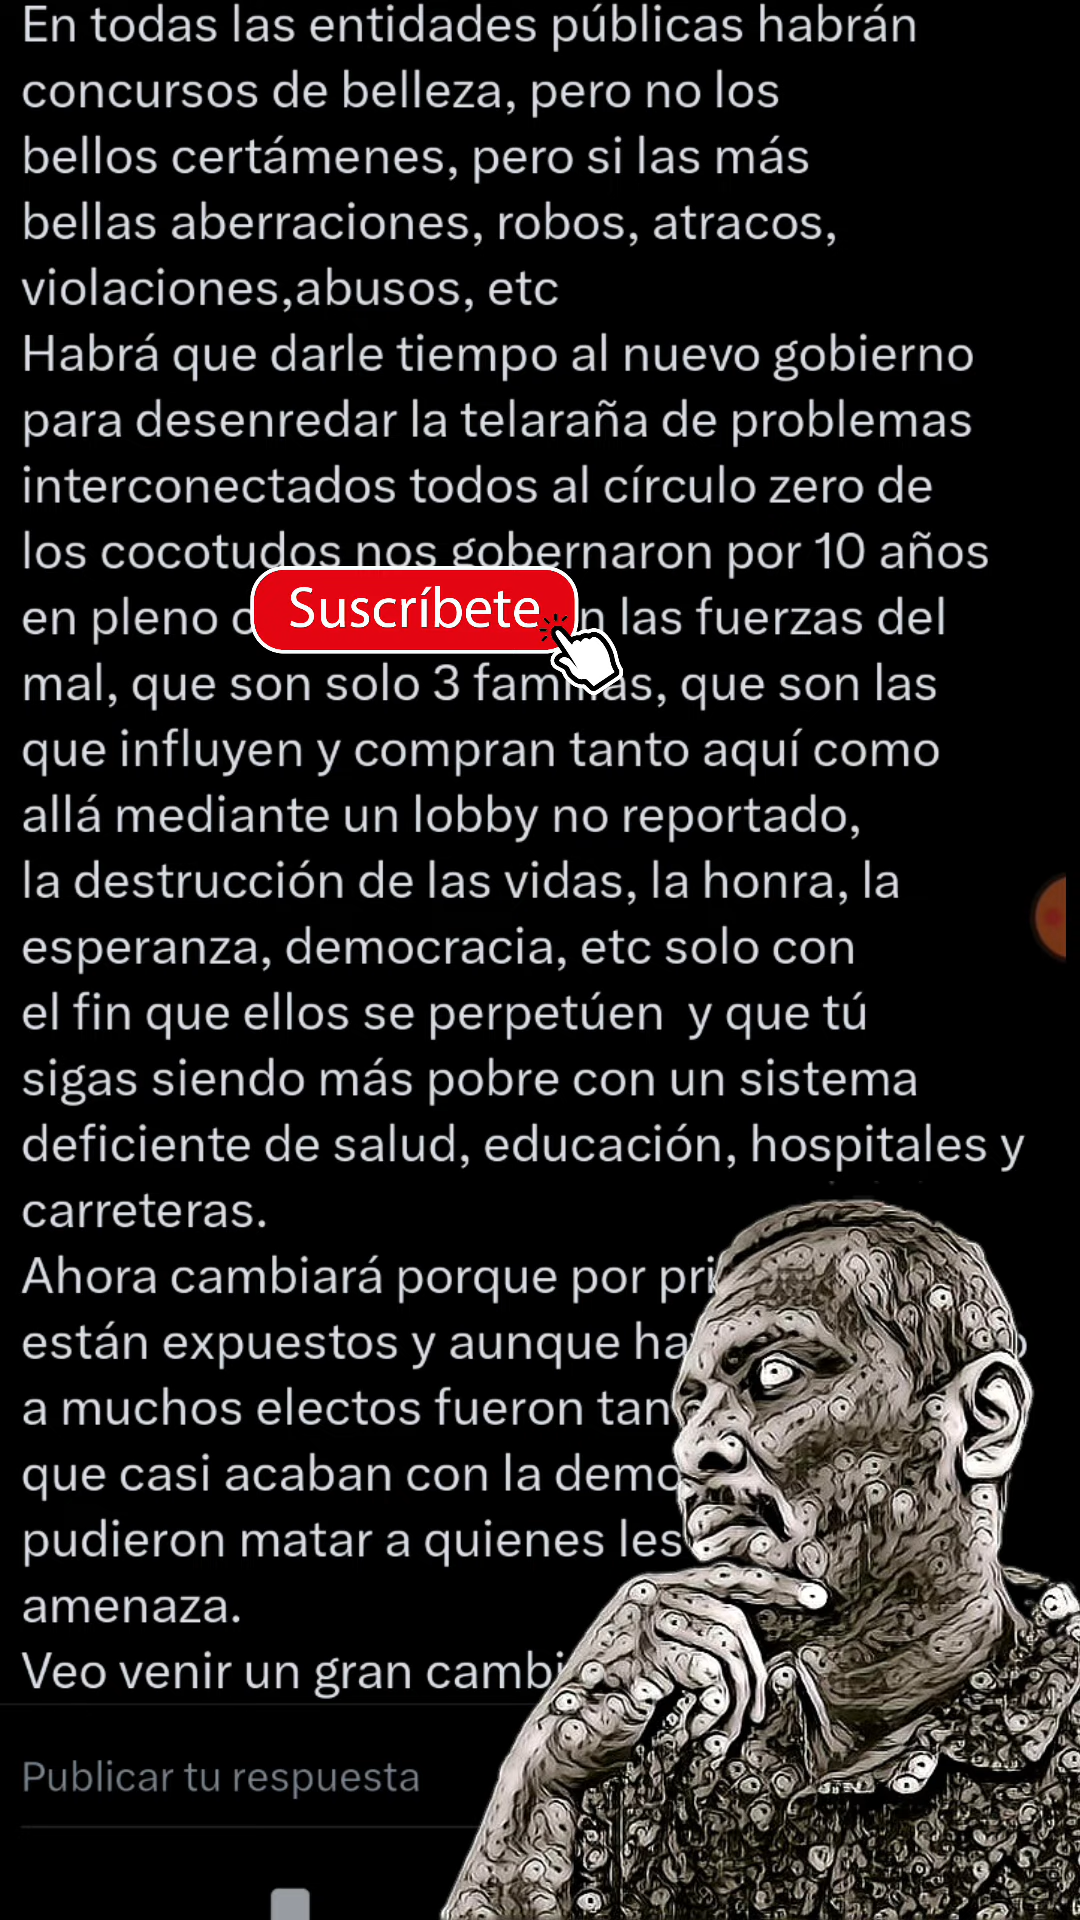 En todas las entidades públicas habrán
concursos de belleza, pero no los
bellos certámenes, pero si las más
bellas aberraciones, robos, atracos,
violaciones,abusos, etc
Habrá que darle tiempo al nuevo gobierno
para desenredar la telaraña de problemas
interconectados todos al círculo zero de
los cocotudos nos gobernaron por 10 años
en pleno las fuerzas del
Suscríbete
mal, que son solo 3 familias, que son las
que influyen y compran tanto aquí como
allá mediante un lobby no reportado,
la destrucción de las vidas, la honra, la
esperanza, democracia, etc solo con
el fin que ellos se perpetúen y que tú
sigas siendo más pobre con un sistema
deficiente de salud, educación, hospitales y
carreteras.
Ahora cambiará porque por
están expuestos y aunque
a muchos electos fueron
que casi acaban con la
pudieron matar a quienes les
amenaza.
Veo venir un gran
Publicar tu respuesta